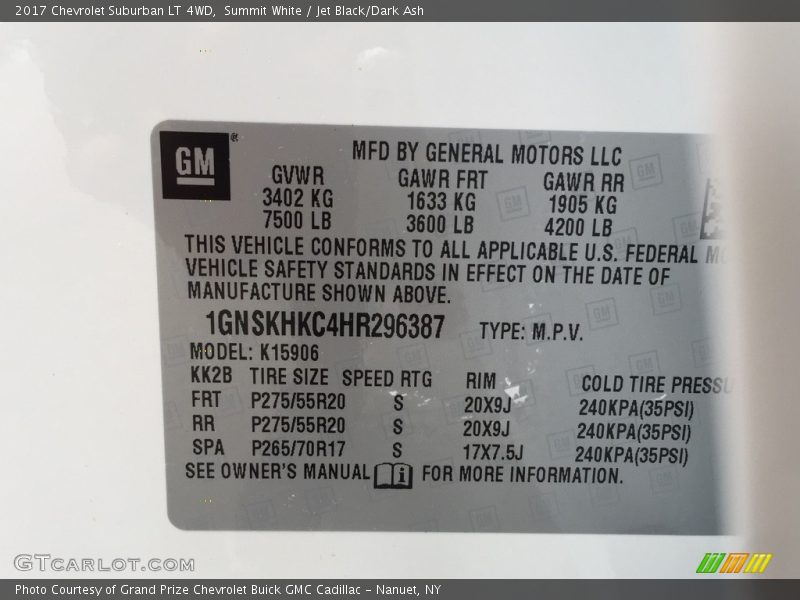 2017 Chevrolet Suburban LT 4WD, Summit White / Jet Black/Dark Ash
GM®
MFD BY GENERAL MOTORS LLC
GVWR GAWR FRT GAWR RR
3402 KG 1633 KG 1905 KG
7500 LB 3600 LB 4200 LB
THIS VEHICLE CONFORMS TO ALL APPLICABLE U.S. FEDERAL MO
VEHICLE SAFETY STANDARDS IN EFFECT ON THE DATE OF
MANUFACTURE SHOWN ABOVE.
1GNSKHKC4HR296387 TYPE: M.P.V.
MODEL: K15906
KK2B TIRE SIZE SPEED RTG RIM COLD TIRE PRESSU
FRT P275/55R20 S 20X9J 240KPA(35PSI)
RR P275/55R20 S 20X9J 240KPA(35PSI)
SPA P265/70R17 S 17X7.5J 240KPA(35PSI)
SEE OWNER'S MANUAL FOR MORE INFORMATION.
GTCARLOT.COM
Photo Courtesy of Grand Prize Chevrolet Buick GMC Cadillac - Nanuet, NY